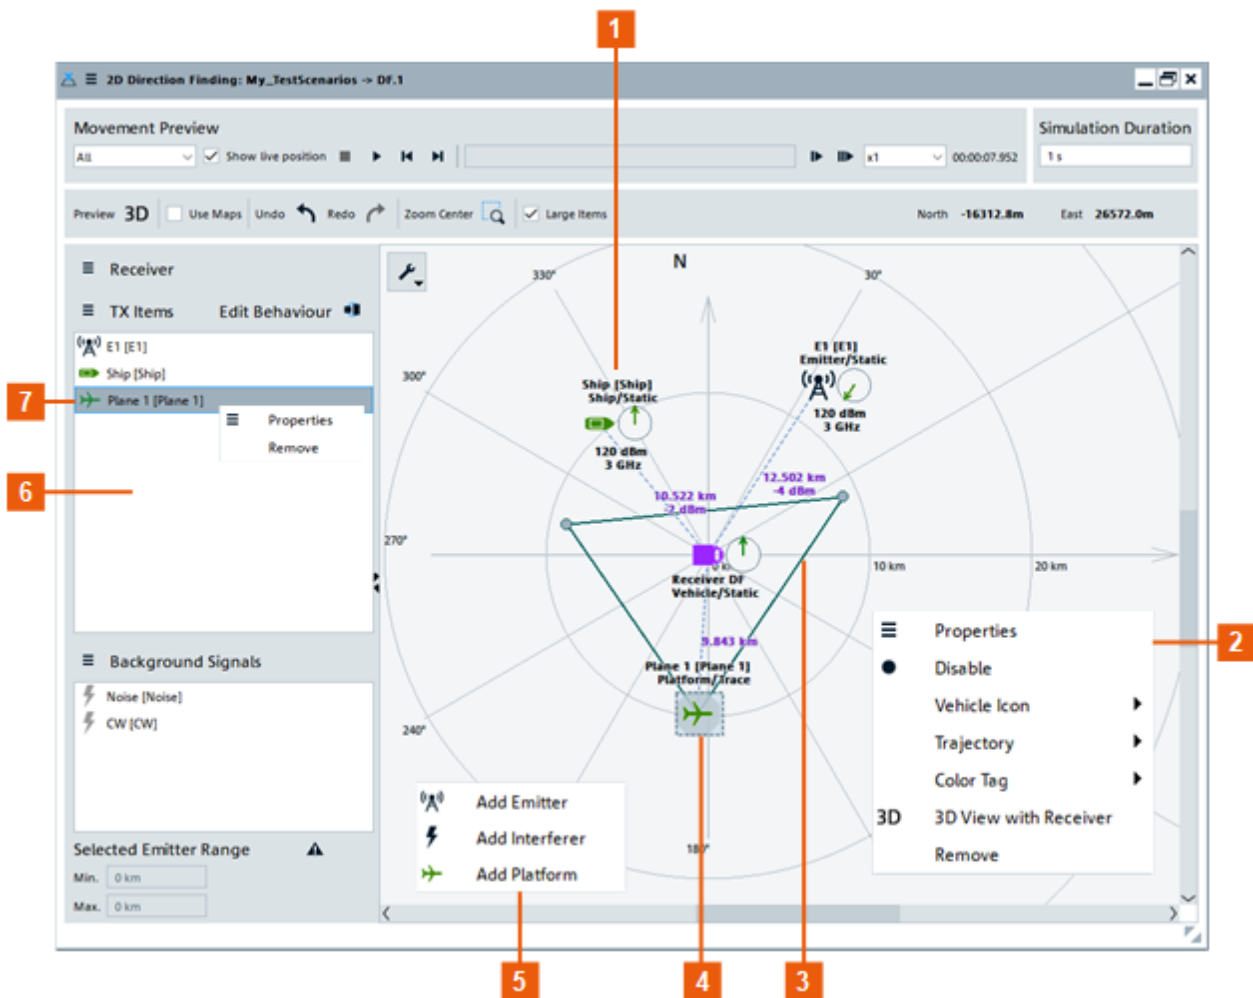 1
2D Direction Finding: My_TestScenarios -> DF.1
Movement Preview
Simulation Duration
All
Show live position
x1
00:00:07.952
1 s
Preview 3D Use Maps Undo Redo Zoom Center Large Items
North -16312.8m East 26572.0m
Receiver
TX Items Edit Behaviour
E1 [E1]
Ship [Ship]
Plane 1 [Plane 1]
Properties
Remove
7
6
Background Signals
Noise [Noise]
CW [CW]
Selected Emitter Range
Min. 0 km
Max. 0 km
N
330°
30°
300°
270°
240°
180°
E1 [E1]
Emitter/Static
120 dBm
3 GHz
Ship [Ship]
Ship/Static
120 dBm
3 GHz
10.522 km
-2 dBm
12.502 km
-4 dBm
10 km
20 km
Receiver DF
Vehicle/Static
9.843 km
Plane 1 [Plane 1]
Platform/Trace
Properties
Disable
Vehicle Icon
Trajectory
Color Tag
3D 3D View with Receiver
Remove
2
Add Emitter
Add Interferer
Add Platform
5
4
3